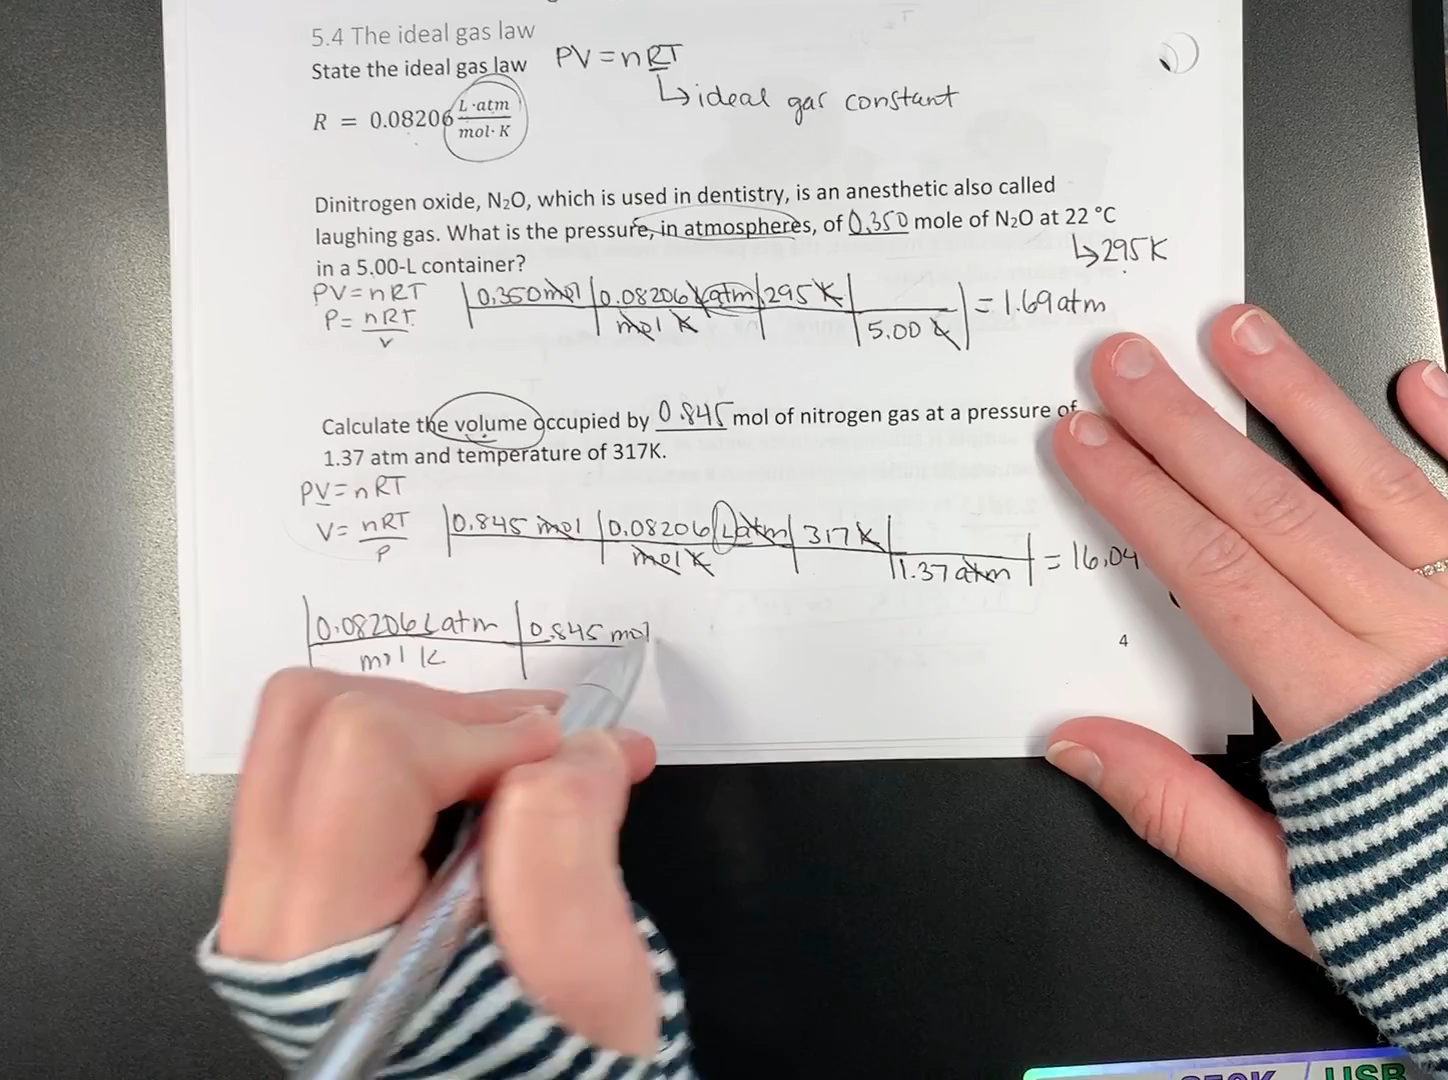 5.4 The ideal gas law
State the ideal gas law PV = nRT
↳ ideal gas constant
R = 0.08206 L·atm / mol·K
Dinitrogen oxide, N₂O, which is used in dentistry, is an anesthetic also called
laughing gas. What is the pressure, in atmospheres, of 0.350 mole of N₂O at 22 °C
↳ 295 K
in a 5.00-L container?
PV = nRT
P = nRT / V
0.350 mol | 0.08206 L atm / mol K | 295 K | / 5.00 L | = 1.69 atm
Calculate the volume occupied by 0.845 mol of nitrogen gas at a pressure of
1.37 atm and temperature of 317K.
PV = nRT
V = nRT / P
0.845 mol | 0.08206 L atm / mol K | 317 K | / 1.37 atm | = 16.04
0.08206 L atm / mol K | 0.845 mol
4
USB